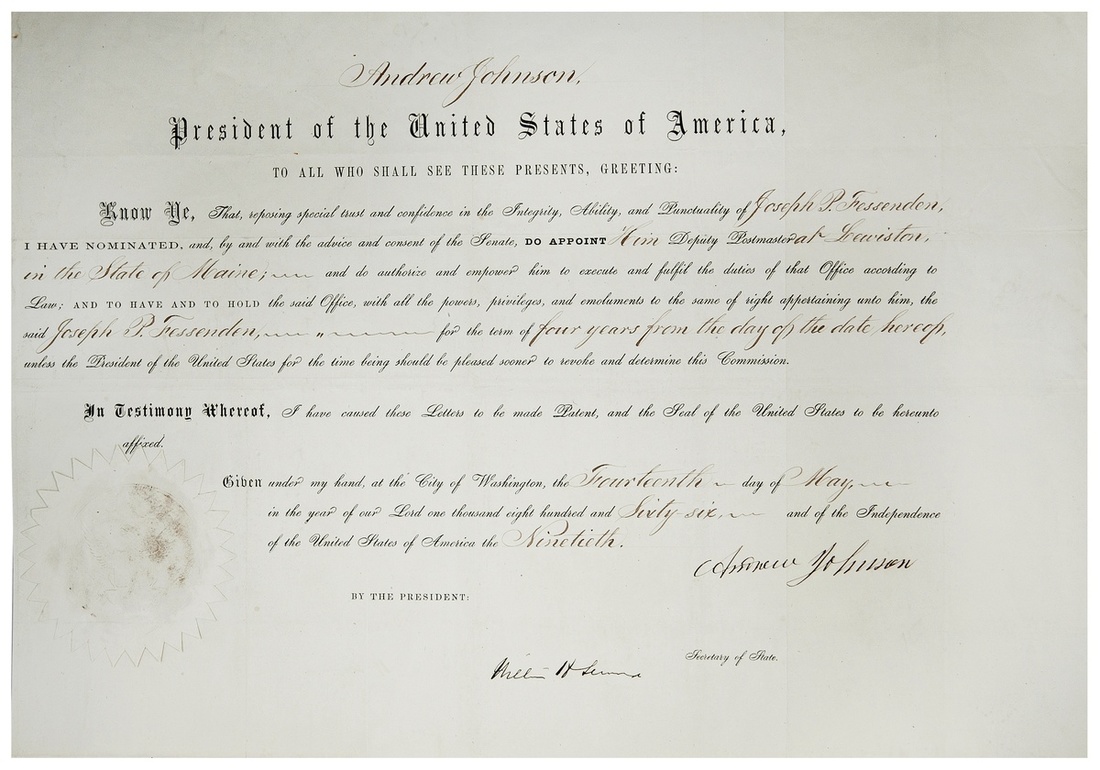 Andrew Johnson,
President of the United States of America,
TO ALL WHO SHALL SEE THESE PRESENTS, GREETING:
Know Ye, That, reposing special trust and confidence in the Integrity, Ability, and Punctuality of Joseph P. Fessenden,
I HAVE NOMINATED, and, by and with the advice and consent of the Senate, DO APPOINT Him Deputy Postmaster at Lewiston,
in the State of Maine; and do authorize and empower him to execute and fulfil the duties of that Office according to
Law; AND TO HAVE AND TO HOLD the said Office, with all the powers, privileges, and emoluments to the same of right appertaining unto him, the
said Joseph P. Fessenden, " for the term of four years from the day of the date hereof,
unless the President of the United States for the time being should be pleased sooner to revoke and determine this Commission.
In Testimony Whereof, I have caused these Letters to be made Patent, and the Seal of the United States to be hereunto
affixed.
Given under my hand, at the City of Washington, the Fourteenth day of May,
in the year of our Lord one thousand eight hundred and Sixty-six, and of the Independence
of the United States of America the Ninetieth.
Andrew Johnson
BY THE PRESIDENT:
Secretary of State.
William H Seward